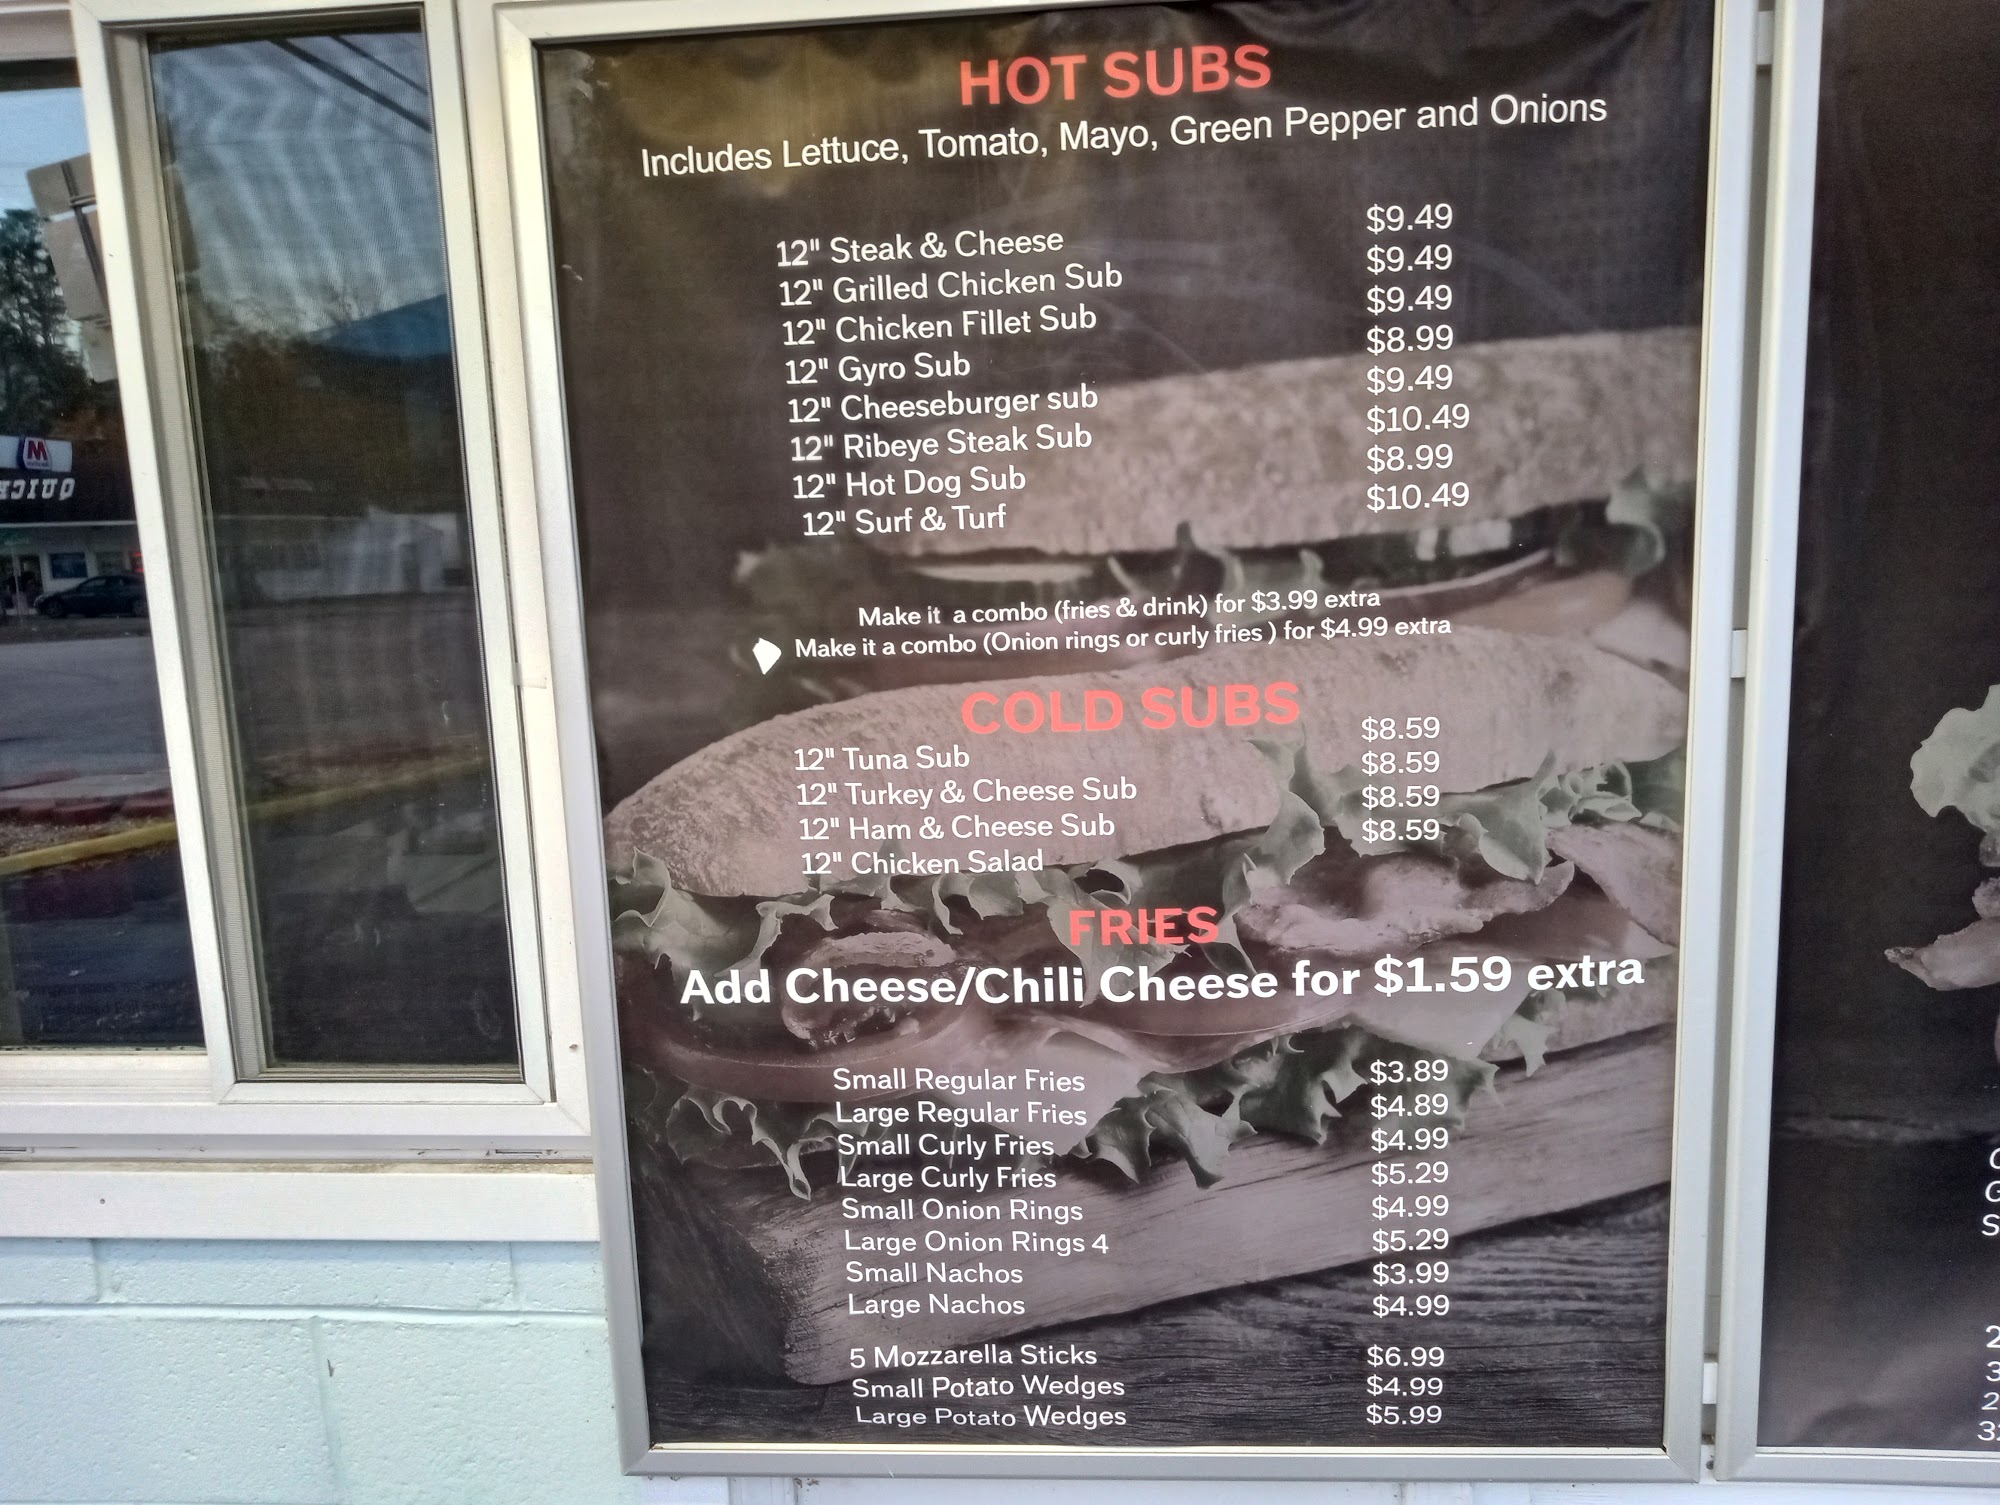 HOT SUBS
Includes Lettuce, Tomato, Mayo, Green Pepper and Onions
12" Steak & Cheese $9.49
12" Grilled Chicken Sub $9.49
12" Chicken Fillet Sub $9.49
12" Gyro Sub $8.99
12" Cheeseburger sub $9.49
12" Ribeye Steak Sub $10.49
12" Hot Dog Sub $8.99
12" Surf & Turf $10.49
Make it a combo (fries & drink) for $3.99 extra
Make it a combo (Onion rings or curly fries ) for $4.99 extra
COLD SUBS
12" Tuna Sub $8.59
12" Turkey & Cheese Sub $8.59
12" Ham & Cheese Sub $8.59
12" Chicken Salad $8.59
FRIES
Add Cheese/Chili Cheese for $1.59 extra
Small Regular Fries $3.89
Large Regular Fries $4.89
Small Curly Fries $4.99
Large Curly Fries $5.29
Small Onion Rings $4.99
Large Onion Rings 4 $5.29
Small Nachos $3.99
Large Nachos $4.99
5 Mozzarella Sticks $6.99
Small Potato Wedges $4.99
Large Potato Wedges $5.99